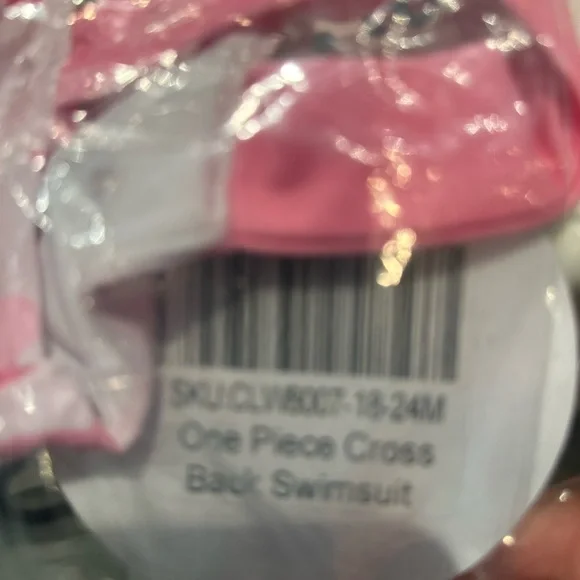 SKU:CLW8007-18-24M
One Piece Cross
Back Swimsuit